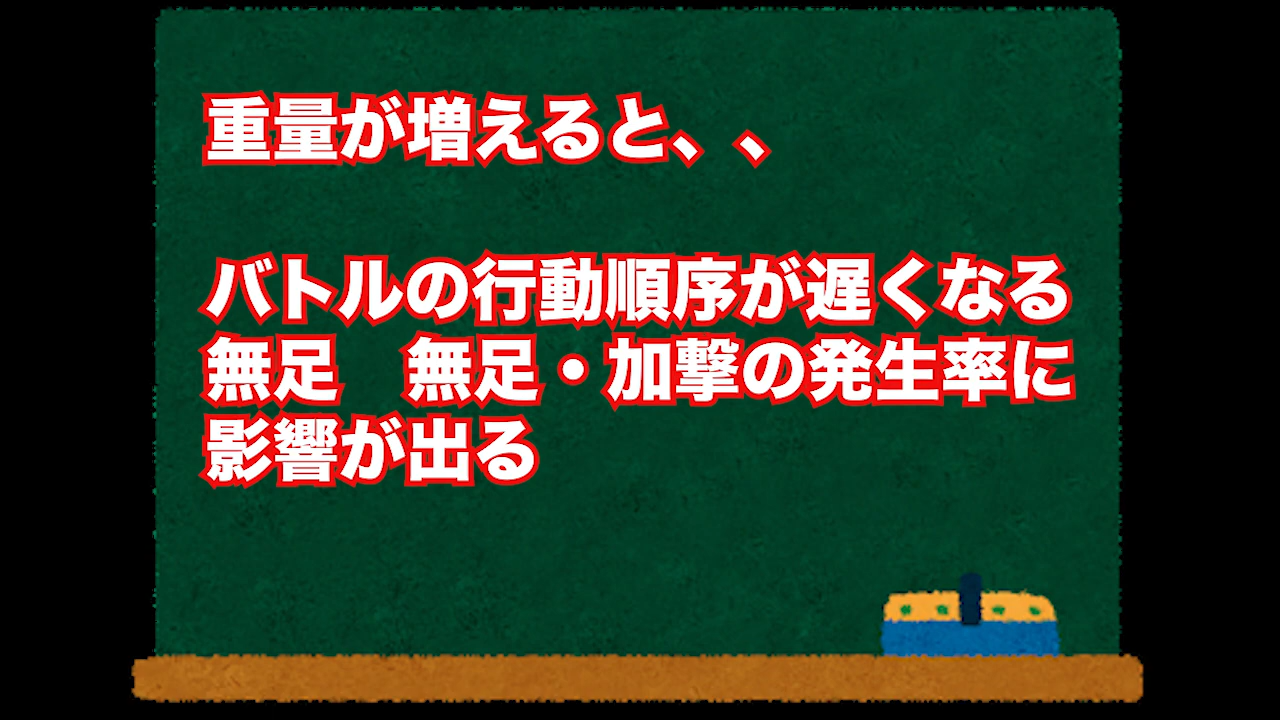 重量が増えると、、
バトルの行動順序が遅くなる
無足　無足・加撃の発生率に
影響が出る